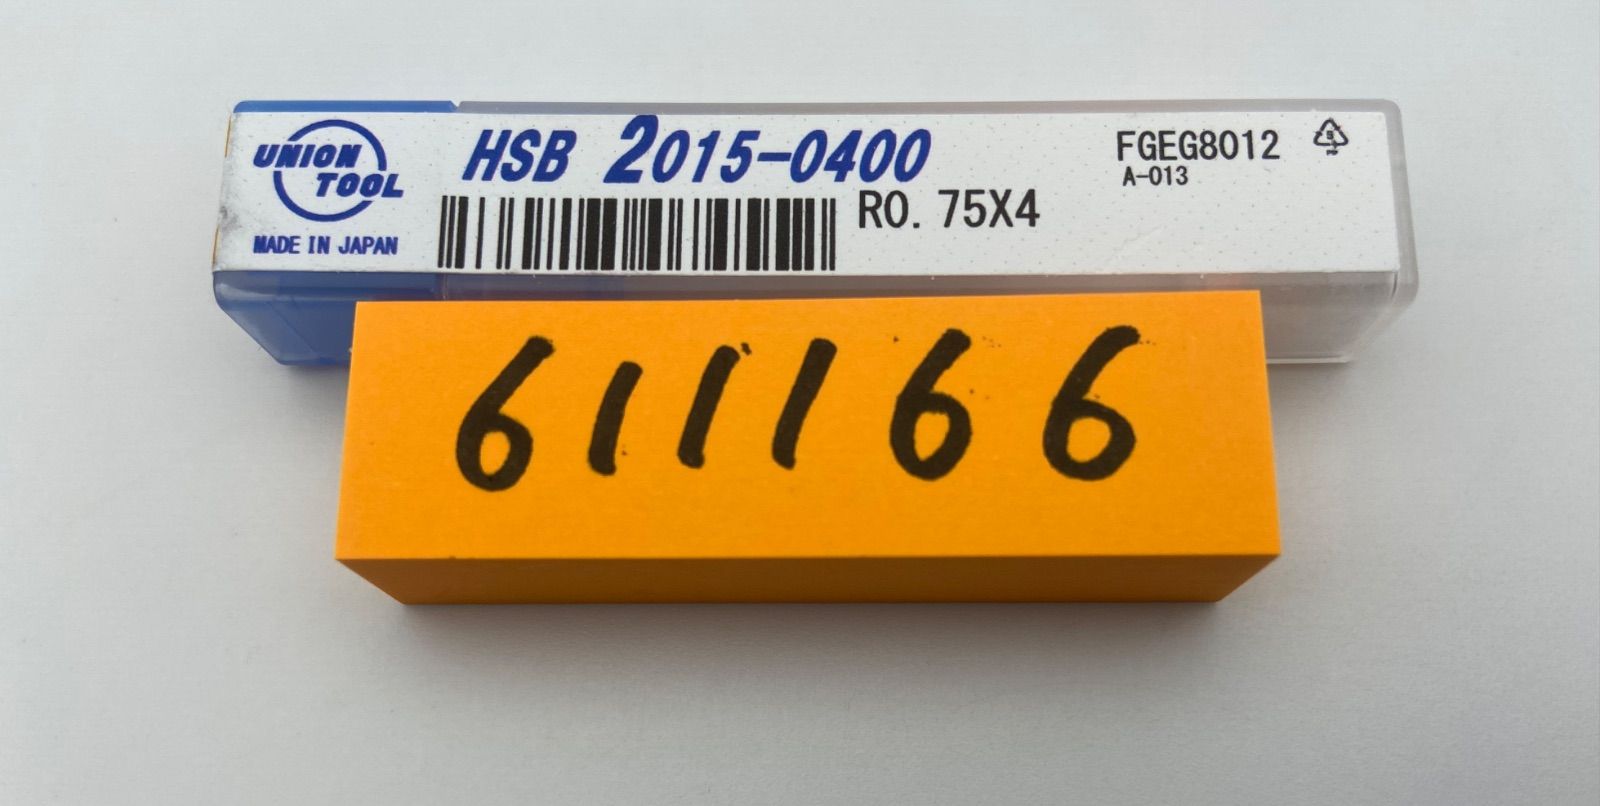 UNION
TOOL
MADE IN JAPAN
HSB 2015-0400
R0. 75X4
FGEG8012
A-013
611166